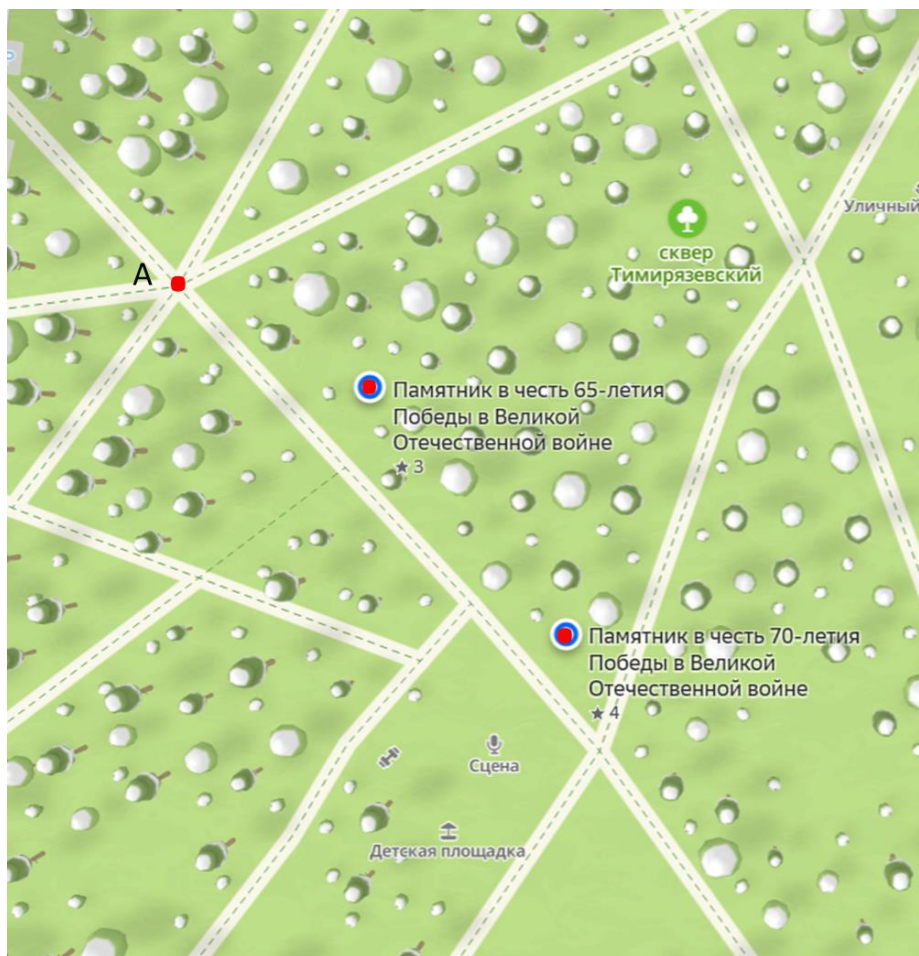 Уличный
сквер
Тимирязевский
A
Памятник в честь 65-летия
Победы в Великой
Отечественной войне
3
Памятник в честь 70-летия
Победы в Великой
Отечественной войне
4
Сцена
Детская площадка